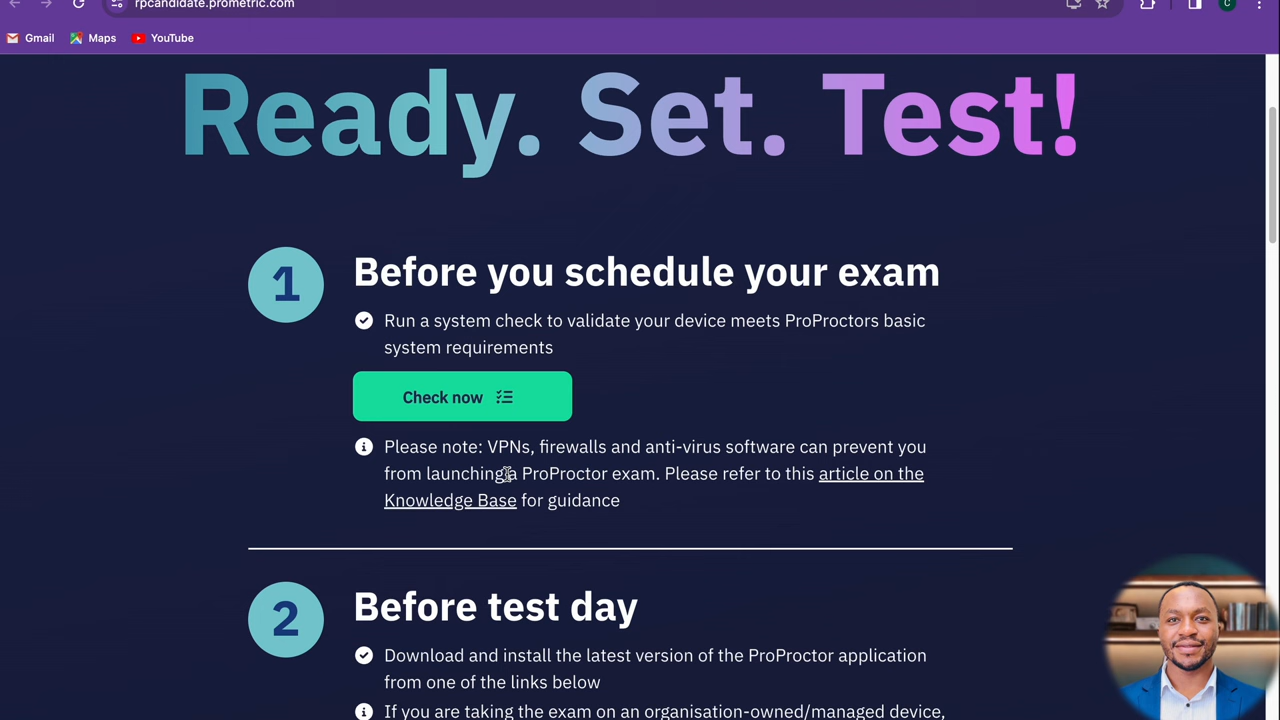 rpcandidate.prometric.com
C
Gmail
Maps
YouTube
Ready. Set. Test!
1
Before you schedule your exam
Run a system check to validate your device meets ProProctors basic
system requirements
Check now
Please note: VPNs, firewalls and anti-virus software can prevent you
from launching a ProProctor exam. Please refer to this article on the
Knowledge Base for guidance
2
Before test day
Download and install the latest version of the ProProctor application
from one of the links below
If you are taking the exam on an organisation-owned/managed device,